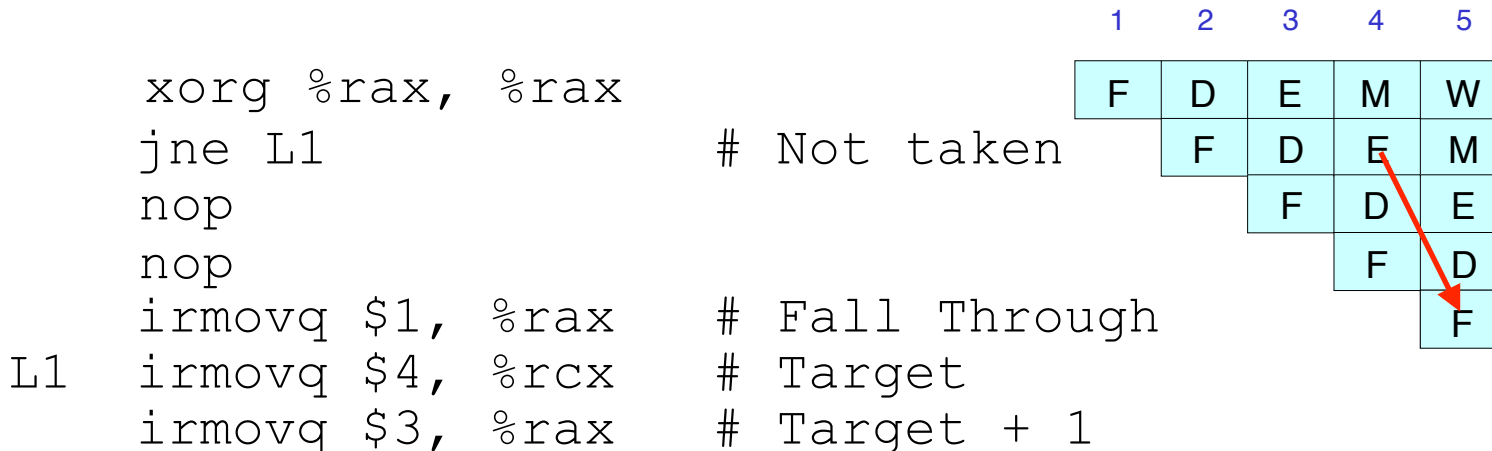 1 2 3 4 5
xorg %rax, %rax F D E M W
jne L1 # Not taken F D E M
nop F D E
nop F D
irmovq $1, %rax # Fall Through F
L1 irmovq $4, %rcx # Target
irmovq $3, %rax # Target + 1